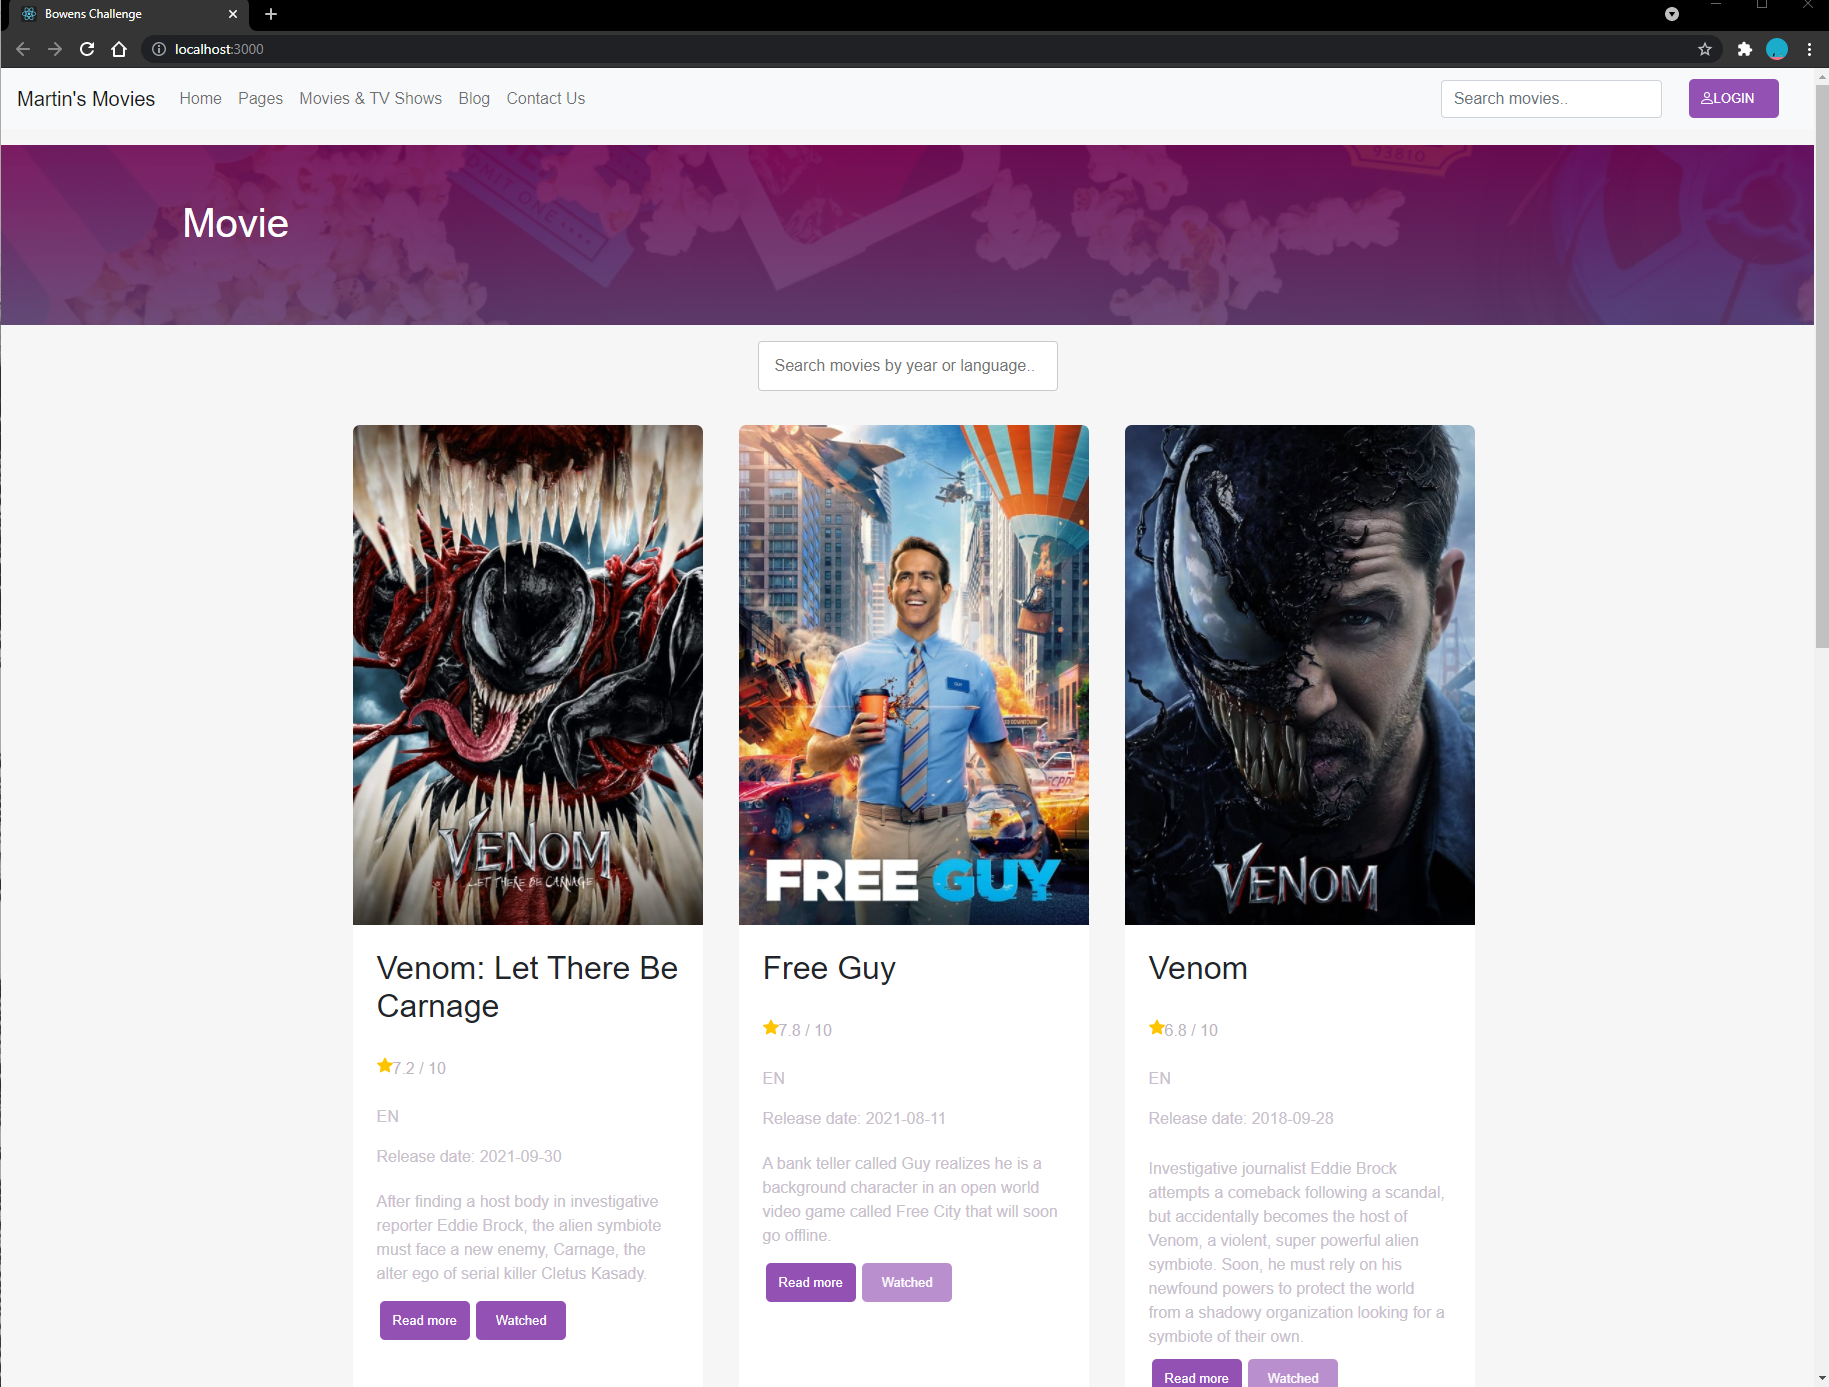 Bowens Challenge
localhost:3000
Martin's Movies Home Pages Movies & TV Shows Blog Contact Us Search movies.. LOGIN
93810
ADMIT ONE
Movie
Search movies by year or language..
VENOM
LET THERE BE CARNAGE
FREE GUY
VENOM
Venom: Let There Be
Carnage
7.2 / 10
EN
Release date: 2021-09-30
After finding a host body in investigative
reporter Eddie Brock, the alien symbiote
must face a new enemy, Carnage, the
alter ego of serial killer Cletus Kasady.
Read more Watched
Free Guy
7.8 / 10
EN
Release date: 2021-08-11
A bank teller called Guy realizes he is a
background character in an open world
video game called Free City that will soon
go offline.
Read more Watched
Venom
6.8 / 10
EN
Release date: 2018-09-28
Investigative journalist Eddie Brock
attempts a comeback following a scandal,
but accidentally becomes the host of
Venom, a violent, super powerful alien
symbiote. Soon, he must rely on his
newfound powers to protect the world
from a shadowy organization looking for a
symbiote of their own.
Read more Watched